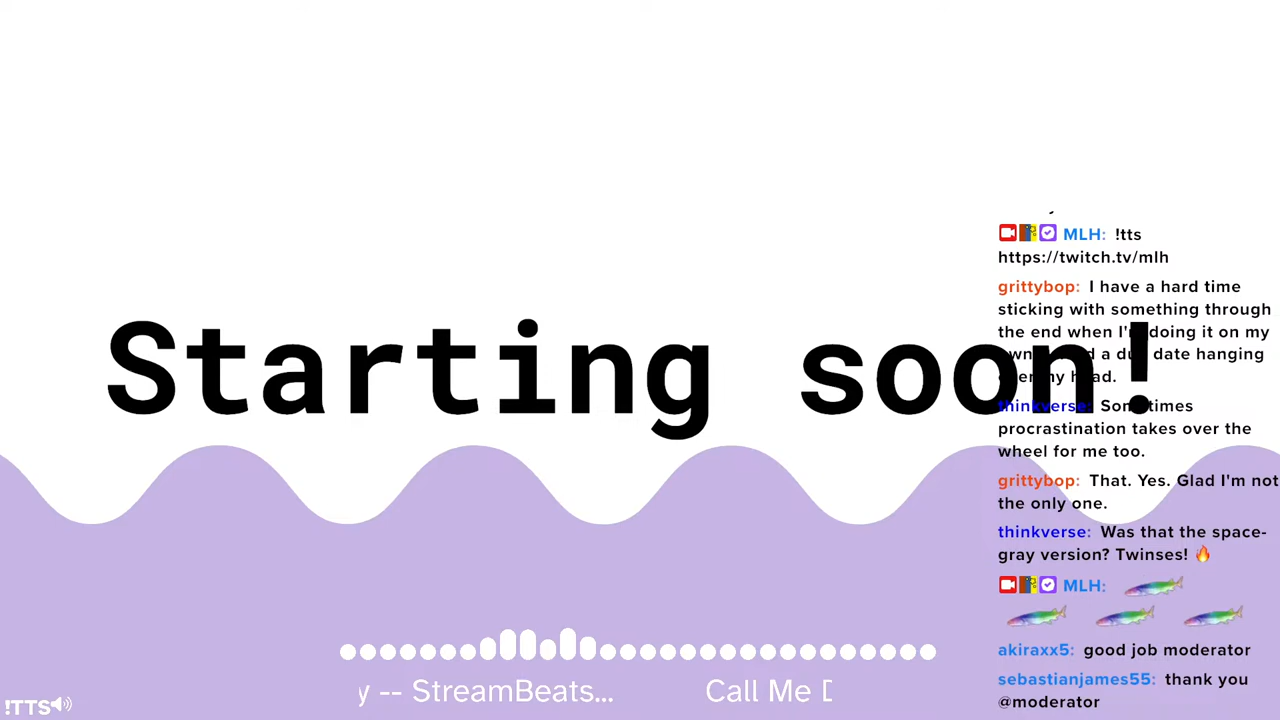 MLH: !tts
https://twitch.tv/mlh
grittybop: I have a hard time
sticking with something through
the end when I'm doing it on my
a due date hanging
my head.
Starting soon!
thinkverse: Sometimes
procrastination takes over the
wheel for me too.
grittybop: That. Yes. Glad I'm not
the only one.
thinkverse: Was that the space-
gray version? Twinses! 🔥
MLH:
akiraxx5: good job moderator
sebastianjames55: thank you
@moderator
y -- StreamBeats... Call Me D
!TTS